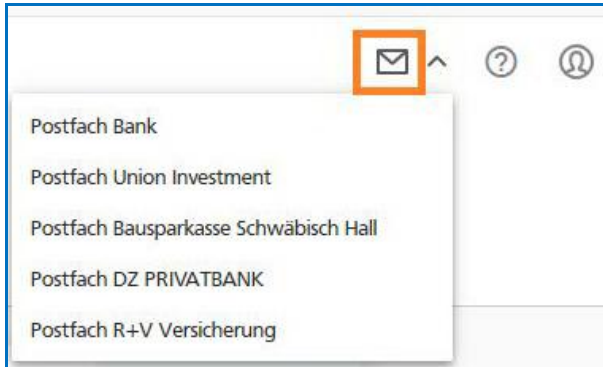 Postfach Bank
Postfach Union Investment
Postfach Bausparkasse Schwäbisch Hall
Postfach DZ PRIVATBANK
Postfach R+V Versicherung